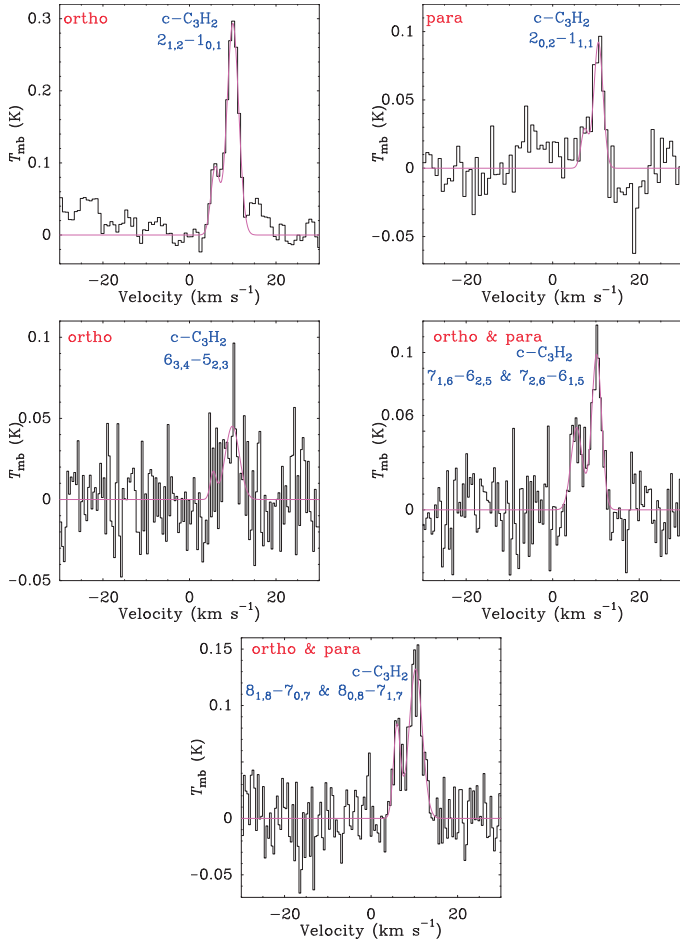 ortho
c-C₃H₂
2₁,₂-1₀,₁
0.3
0.2
0.1
0
T_mb (K)
-20 0 20
Velocity (km s⁻¹)
para
c-C₃H₂
2₀,₂-1₁,₁
0.1
0.05
0
-0.05
T_mb (K)
-20 0 20
Velocity (km s⁻¹)
ortho
c-C₃H₂
6₃,₄-5₂,₃
0.1
0.05
0
-0.05
T_mb (K)
-20 0 20
Velocity (km s⁻¹)
ortho & para
c-C₃H₂
7₁,₆-6₂,₅ & 7₂,₆-6₁,₅
0.1
0.06
0
T_mb (K)
-20 0 20
Velocity (km s⁻¹)
ortho & para
c-C₃H₂
8₁,₈-7₀,₇ & 8₀,₈-7₁,₇
0.15
0.1
0.05
0
-0.05
T_mb (K)
-20 0 20
Velocity (km s⁻¹)